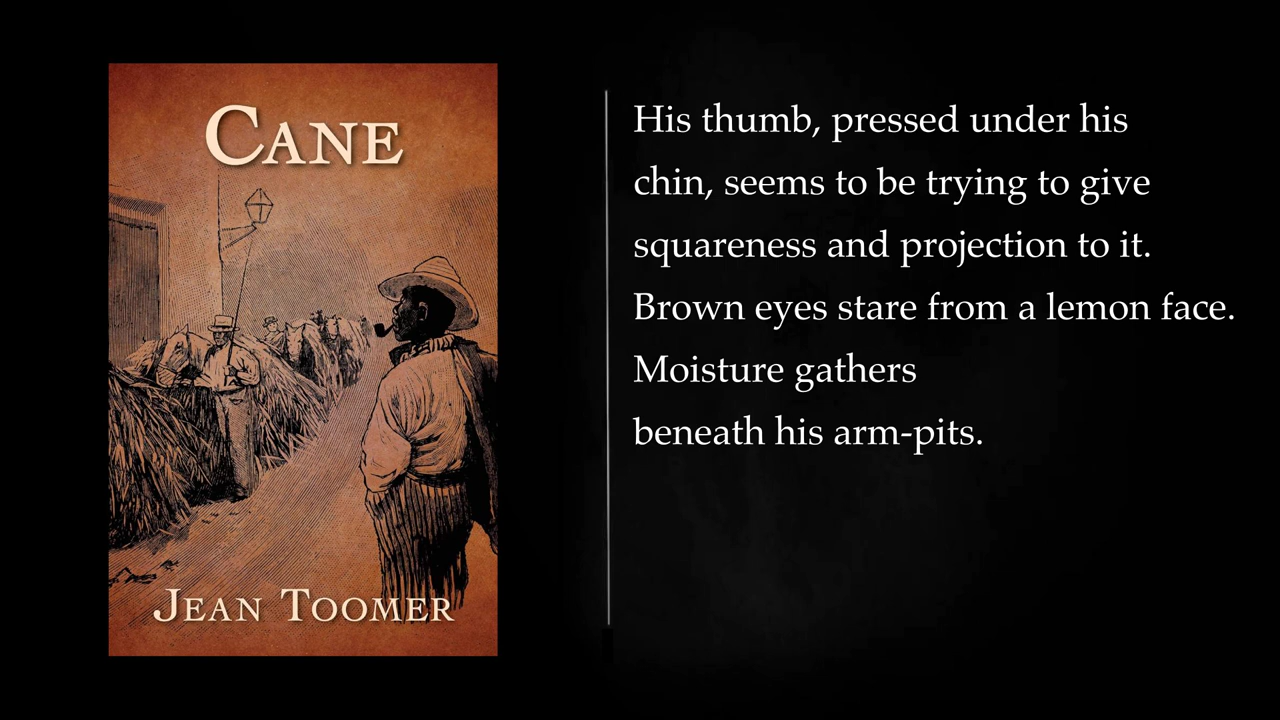 CANE
JEAN TOOMER
His thumb, pressed under his
chin, seems to be trying to give
squareness and projection to it.
Brown eyes stare from a lemon face.
Moisture gathers
beneath his arm-pits.